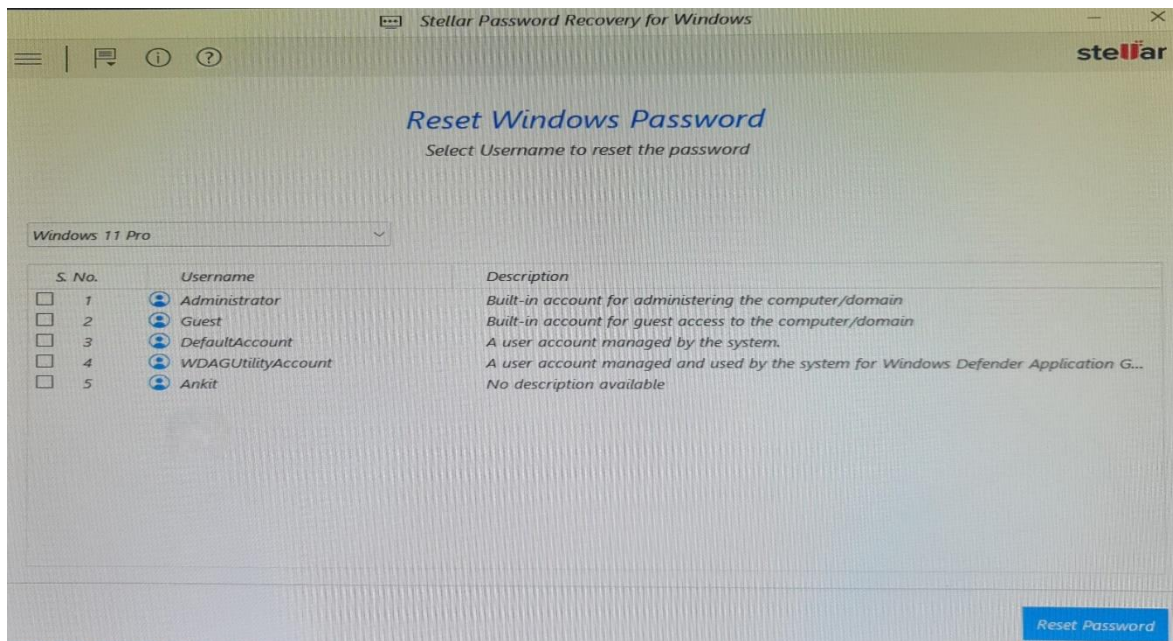 Stellar Password Recovery for Windows
stellar
Reset Windows Password
Select Username to reset the password
Windows 11 Pro
S. No. Username Description
1 Administrator Built-in account for administering the computer/domain
2 Guest Built-in account for guest access to the computer/domain
3 DefaultAccount A user account managed by the system.
4 WDAGUtilityAccount A user account managed and used by the system for Windows Defender Application G...
5 Ankit No description available
Reset Password